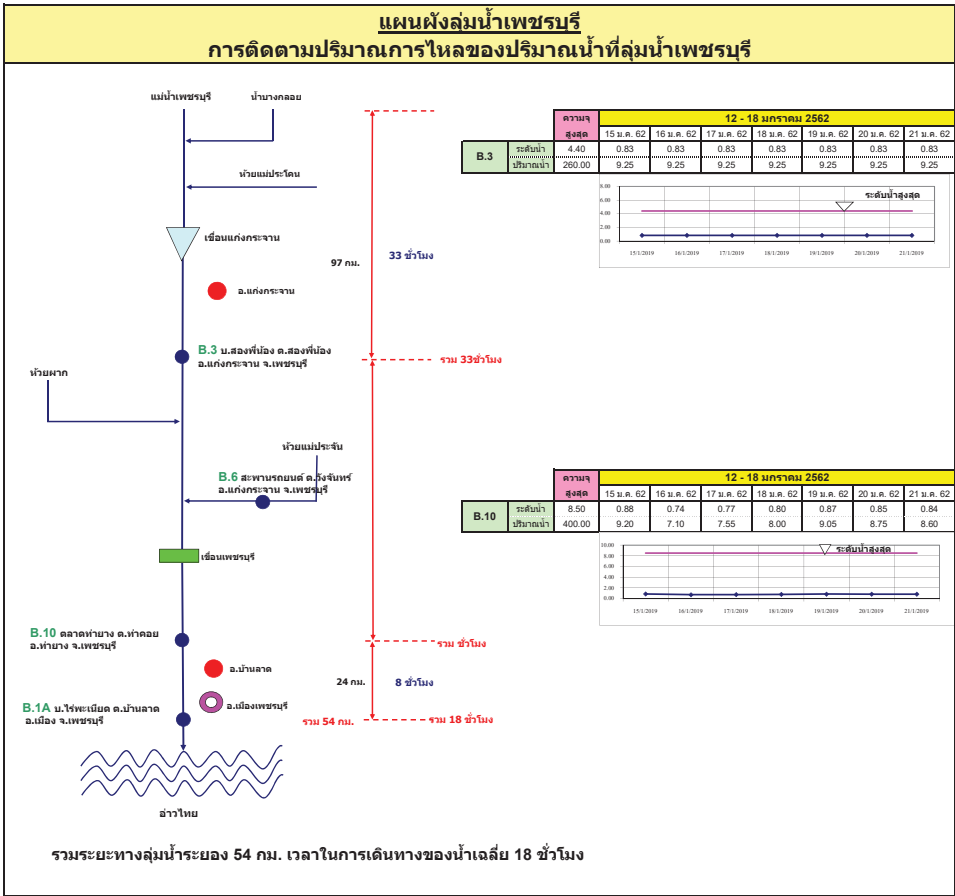 แผนผังลุ่มน้ำเพชรบุรี
การติดตามปริมาณการไหลของปริมาณน้ำที่ลุ่มน้ำเพชรบุรี
แม่น้ำเพชรบุรี
น้ำบางกลอย
ห้วยแม่ประโดน
เขื่อนแก่งกระจาน
97 กม.
33 ชั่วโมง
อ.แก่งกระจาน
B.3 บ.สองพี่น้อง ต.สองพี่น้อง
อ.แก่งกระจาน จ.เพชรบุรี
รวม 33ชั่วโมง
ห้วยผาก
ห้วยแม่ประจัน
B.6 สะพานรถยนต์ ต.วังจันทร์
อ.แก่งกระจาน จ.เพชรบุรี
เขื่อนเพชรบุรี
B.10 ตลาดท่ายาง ต.ท่าคอย
อ.ท่ายาง จ.เพชรบุรี
รวม ชั่วโมง
อ.บ้านลาด
24 กม.
8 ชั่วโมง
อ.เมืองเพชรบุรี
B.1A บ.ไร่พะเนียด ต.บ้านลาด
อ.เมือง จ.เพชรบุรี
รวม 54 กม.
รวม 18 ชั่วโมง
อ่าวไทย
รวมระยะทางลุ่มน้ำระยอง 54 กม. เวลาในการเดินทางของน้ำเฉลี่ย 18 ชั่วโมง
ความจุ 12 - 18 มกราคม 2562
สูงสุด 15 ม.ค. 62 16 ม.ค. 62 17 ม.ค. 62 18 ม.ค. 62 19 ม.ค. 62 20 ม.ค. 62 21 ม.ค. 62
B.3
ระดับน้ำ 4.40 0.83 0.83 0.83 0.83 0.83 0.83 0.83
ปริมาณน้ำ 260.00 9.25 9.25 9.25 9.25 9.25 9.25 9.25
8.00
6.00
4.00
2.00
0.00
ระดับน้ำสูงสุด
15/1/2019 16/1/2019 17/1/2019 18/1/2019 19/1/2019 20/1/2019 21/1/2019
ความจุ 12 - 18 มกราคม 2562
สูงสุด 15 ม.ค. 62 16 ม.ค. 62 17 ม.ค. 62 18 ม.ค. 62 19 ม.ค. 62 20 ม.ค. 62 21 ม.ค. 62
B.10
ระดับน้ำ 8.50 0.88 0.74 0.77 0.80 0.87 0.85 0.84
ปริมาณน้ำ 400.00 9.20 7.10 7.55 8.00 9.05 8.75 8.60
10.00
8.00
6.00
4.00
2.00
0.00
ระดับน้ำสูงสุด
15/1/2019 16/1/2019 17/1/2019 18/1/2019 19/1/2019 20/1/2019 21/1/2019